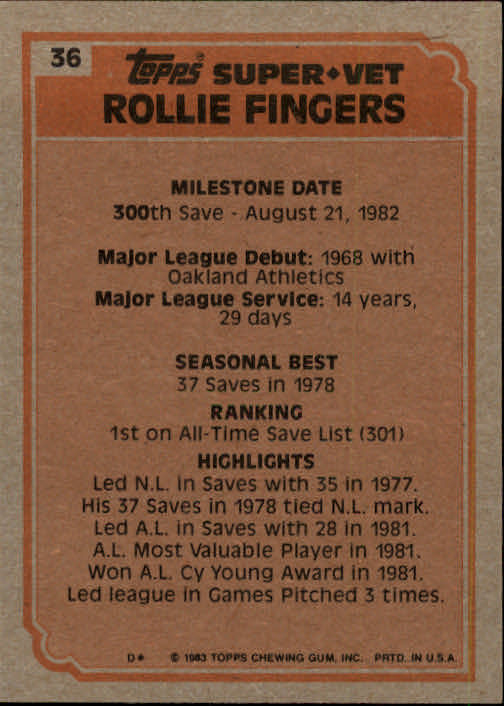 36
TOPPS SUPER♦VET
ROLLIE FINGERS
MILESTONE DATE
300th Save - August 21, 1982
Major League Debut: 1968 with
Oakland Athletics
Major League Service: 14 years,
29 days
SEASONAL BEST
37 Saves in 1978
RANKING
1st on All-Time Save List (301)
HIGHLIGHTS
Led N.L. in Saves with 35 in 1977.
His 37 Saves in 1978 tied N.L. mark.
Led A.L. in Saves with 28 in 1981.
A.L. Most Valuable Player in 1981.
Won A.L. Cy Young Award in 1981.
Led league in Games Pitched 3 times.
D* © 1983 TOPPS CHEWING GUM, INC. PRTD. IN U.S.A.